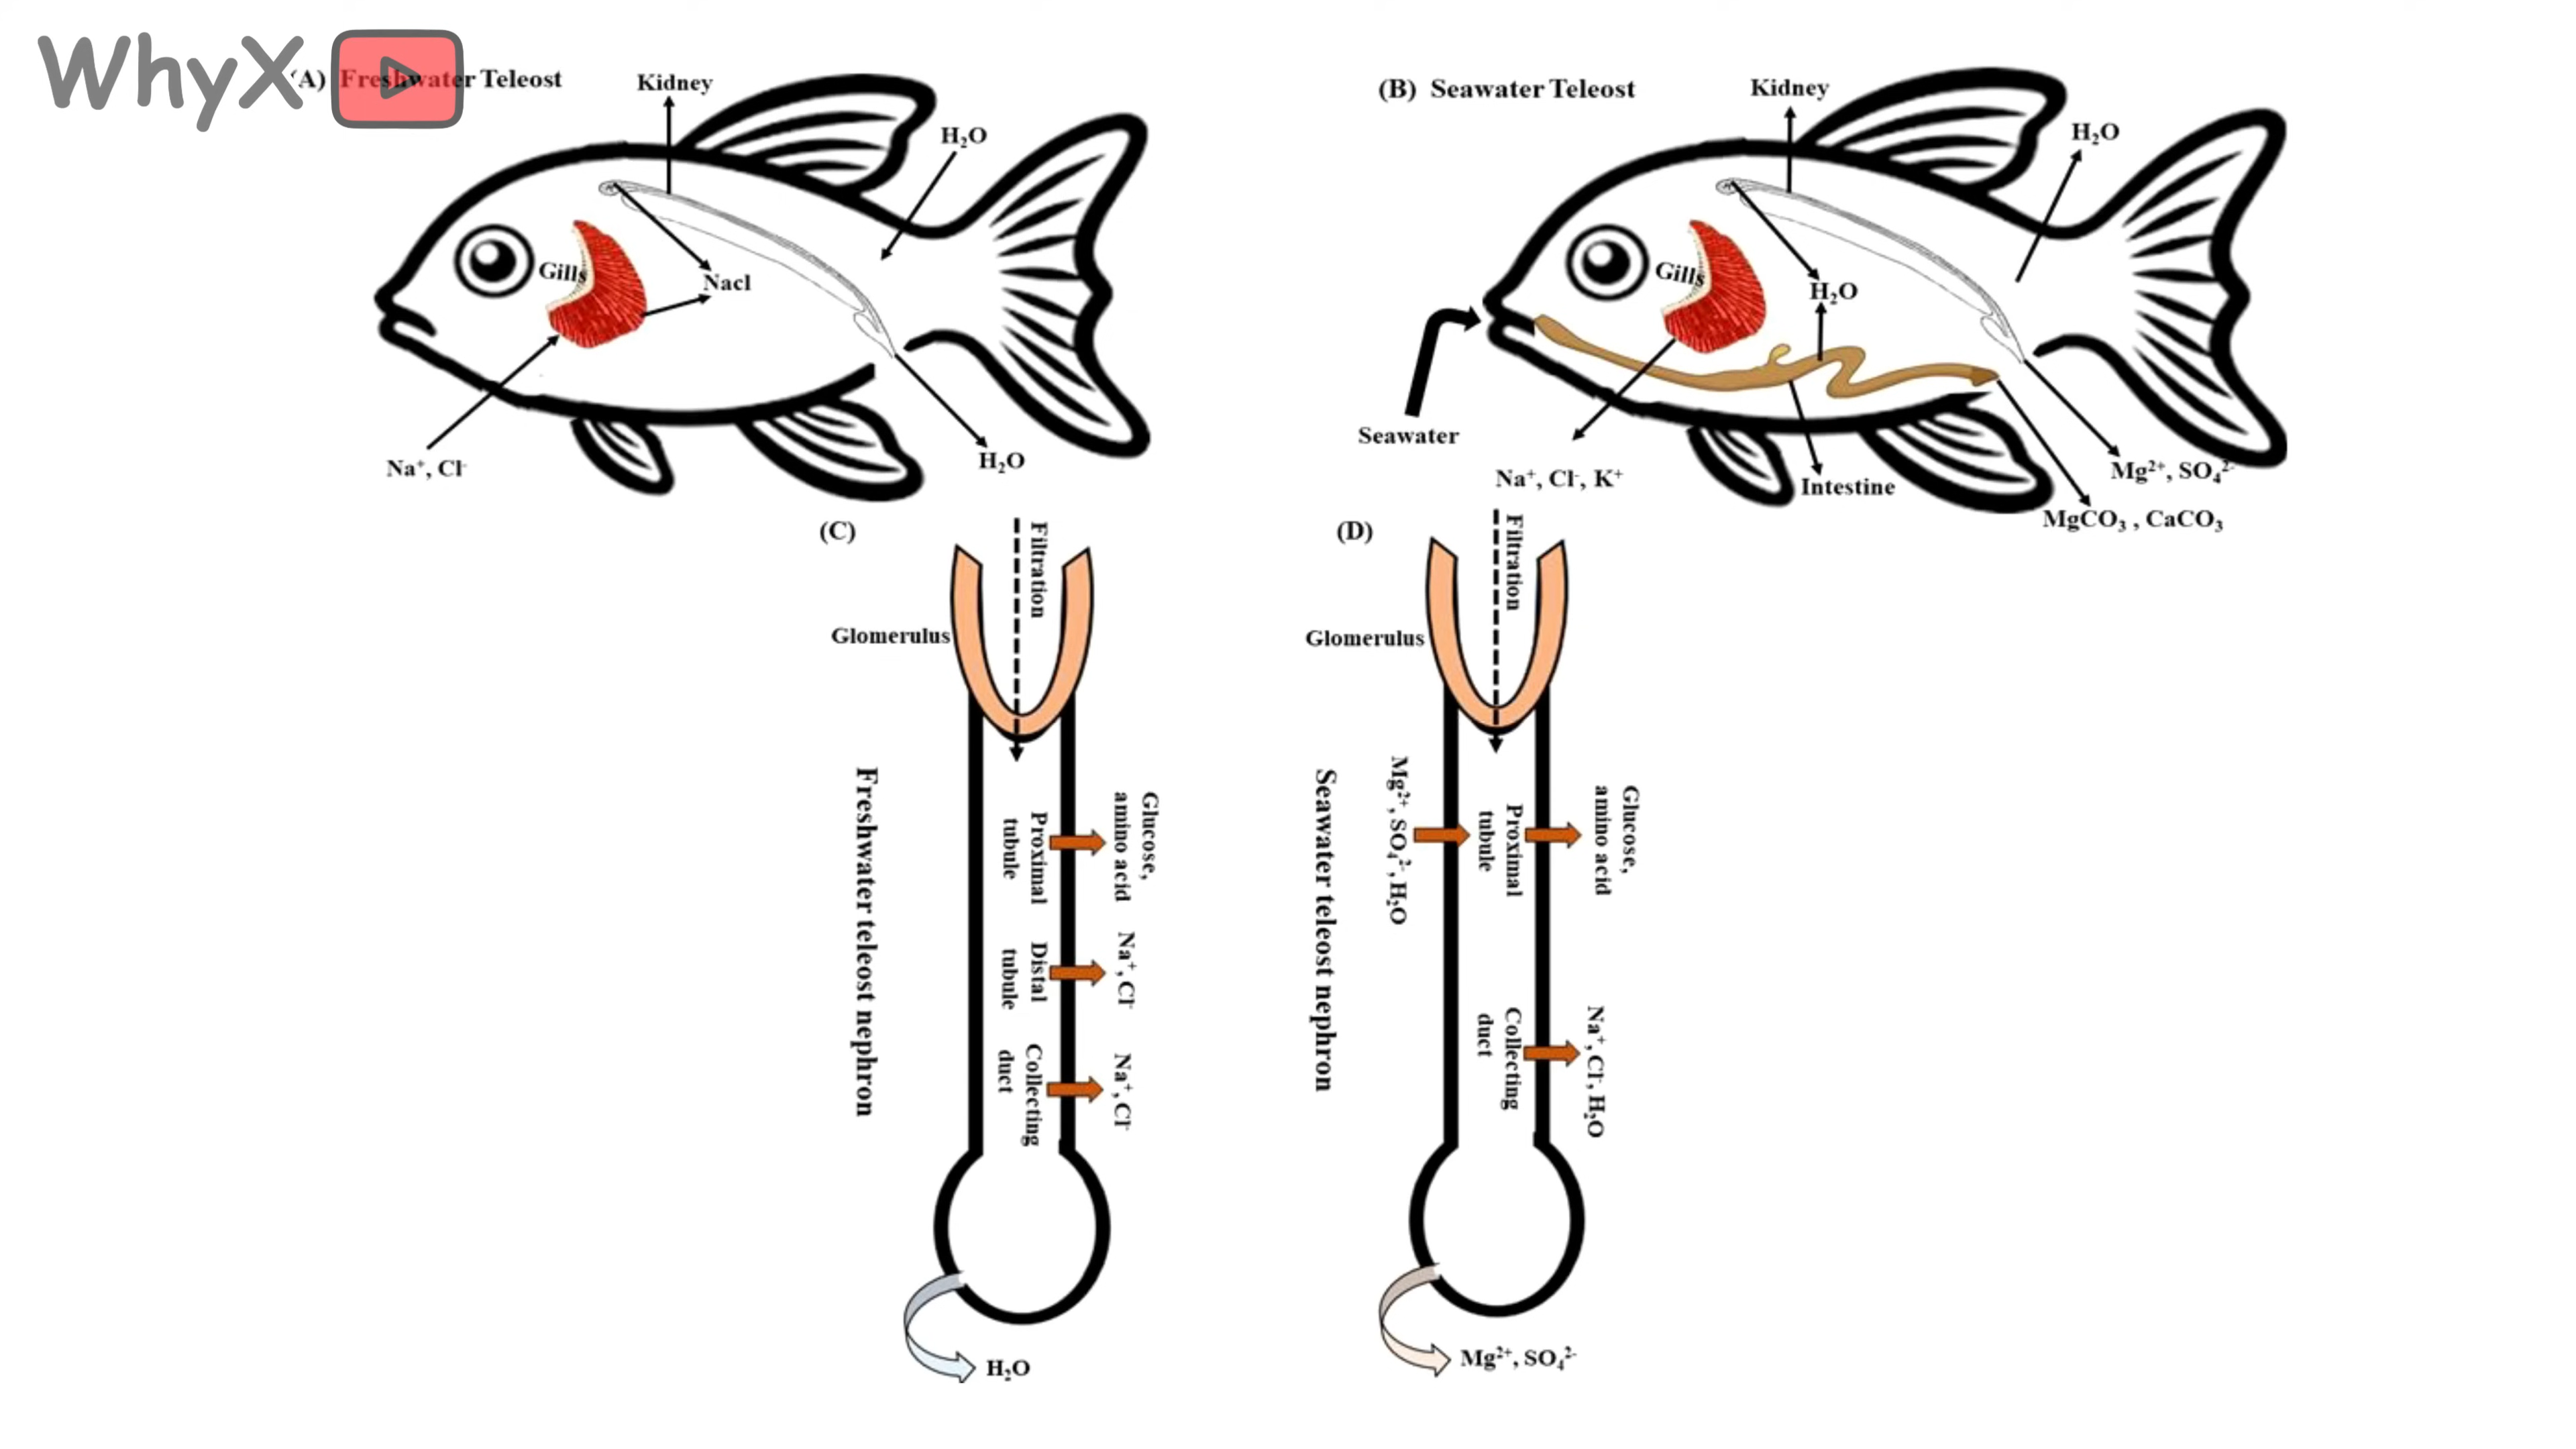 WhyX
(A) Freshwater Teleost
Kidney
H₂O
Gills
Nacl
Na⁺, Cl⁻
H₂O
(B) Seawater Teleost
Kidney
H₂O
Gills
H₂O
Seawater
Na⁺, Cl⁻, K⁺
Intestine
Mg²⁺, SO₄²⁻
MgCO₃ , CaCO₃
(C)
Filtration
Glomerulus
Freshwater teleost nephron
Proximal
tubule
Glucose,
amino acid
Distal
tubule
Na⁺, Cl⁻
Collecting
duct
Na⁺, Cl⁻
H₂O
(D)
Filtration
Glomerulus
Seawater teleost nephron
Mg²⁺, SO₄²⁻, H₂O
Proximal
tubule
Glucose,
amino acid
Collecting
duct
Na⁺, Cl⁻, H₂O
Mg²⁺, SO₄²⁻